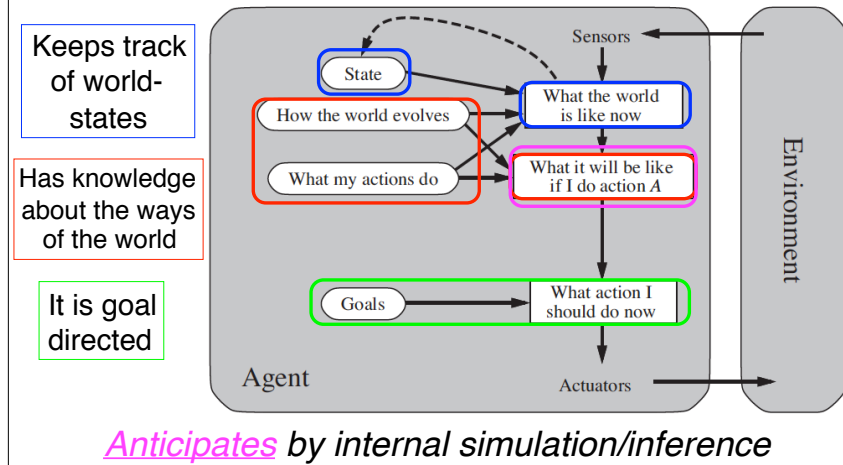 Keeps track
of world-
states
Has knowledge
about the ways
of the world
It is goal
directed
Sensors
State
What the world
is like now
How the world evolves
What my actions do
What it will be like
if I do action A
Goals
What action I
should do now
Agent
Actuators
Environment
Anticipates by internal simulation/inference